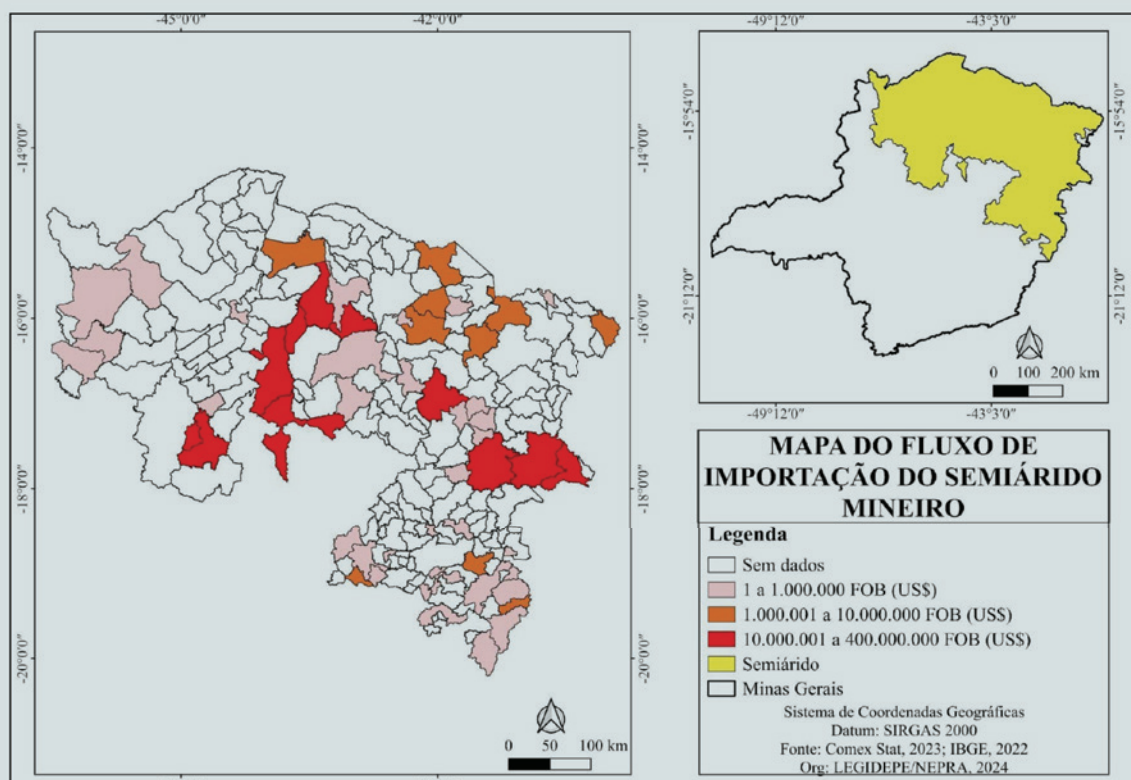 -45°0'0"
-42°0'0"
-14°0'0"
-14°0'0"
-16°0'0"
-16°0'0"
-18°0'0"
-18°0'0"
-20°0'0"
-20°0'0"
0 50 100 km
-49°12'0"
-43°3'0"
-15°54'0"
-15°54'0"
-21°12'0"
-21°12'0"
0 100 200 km
-49°12'0"
-43°3'0"
MAPA DO FLUXO DE
IMPORTAÇÃO DO SEMIÁRIDO
MINEIRO
Legenda
Sem dados
1 a 1.000.000 FOB (US$)
1.000.001 a 10.000.000 FOB (US$)
10.000.001 a 400.000.000 FOB (US$)
Semiárido
Minas Gerais
Sistema de Coordenadas Geográficas
Datum: SIRGAS 2000
Fonte: Comex Stat, 2023; IBGE, 2022
Org: LEGIDEPE/NEPRA, 2024